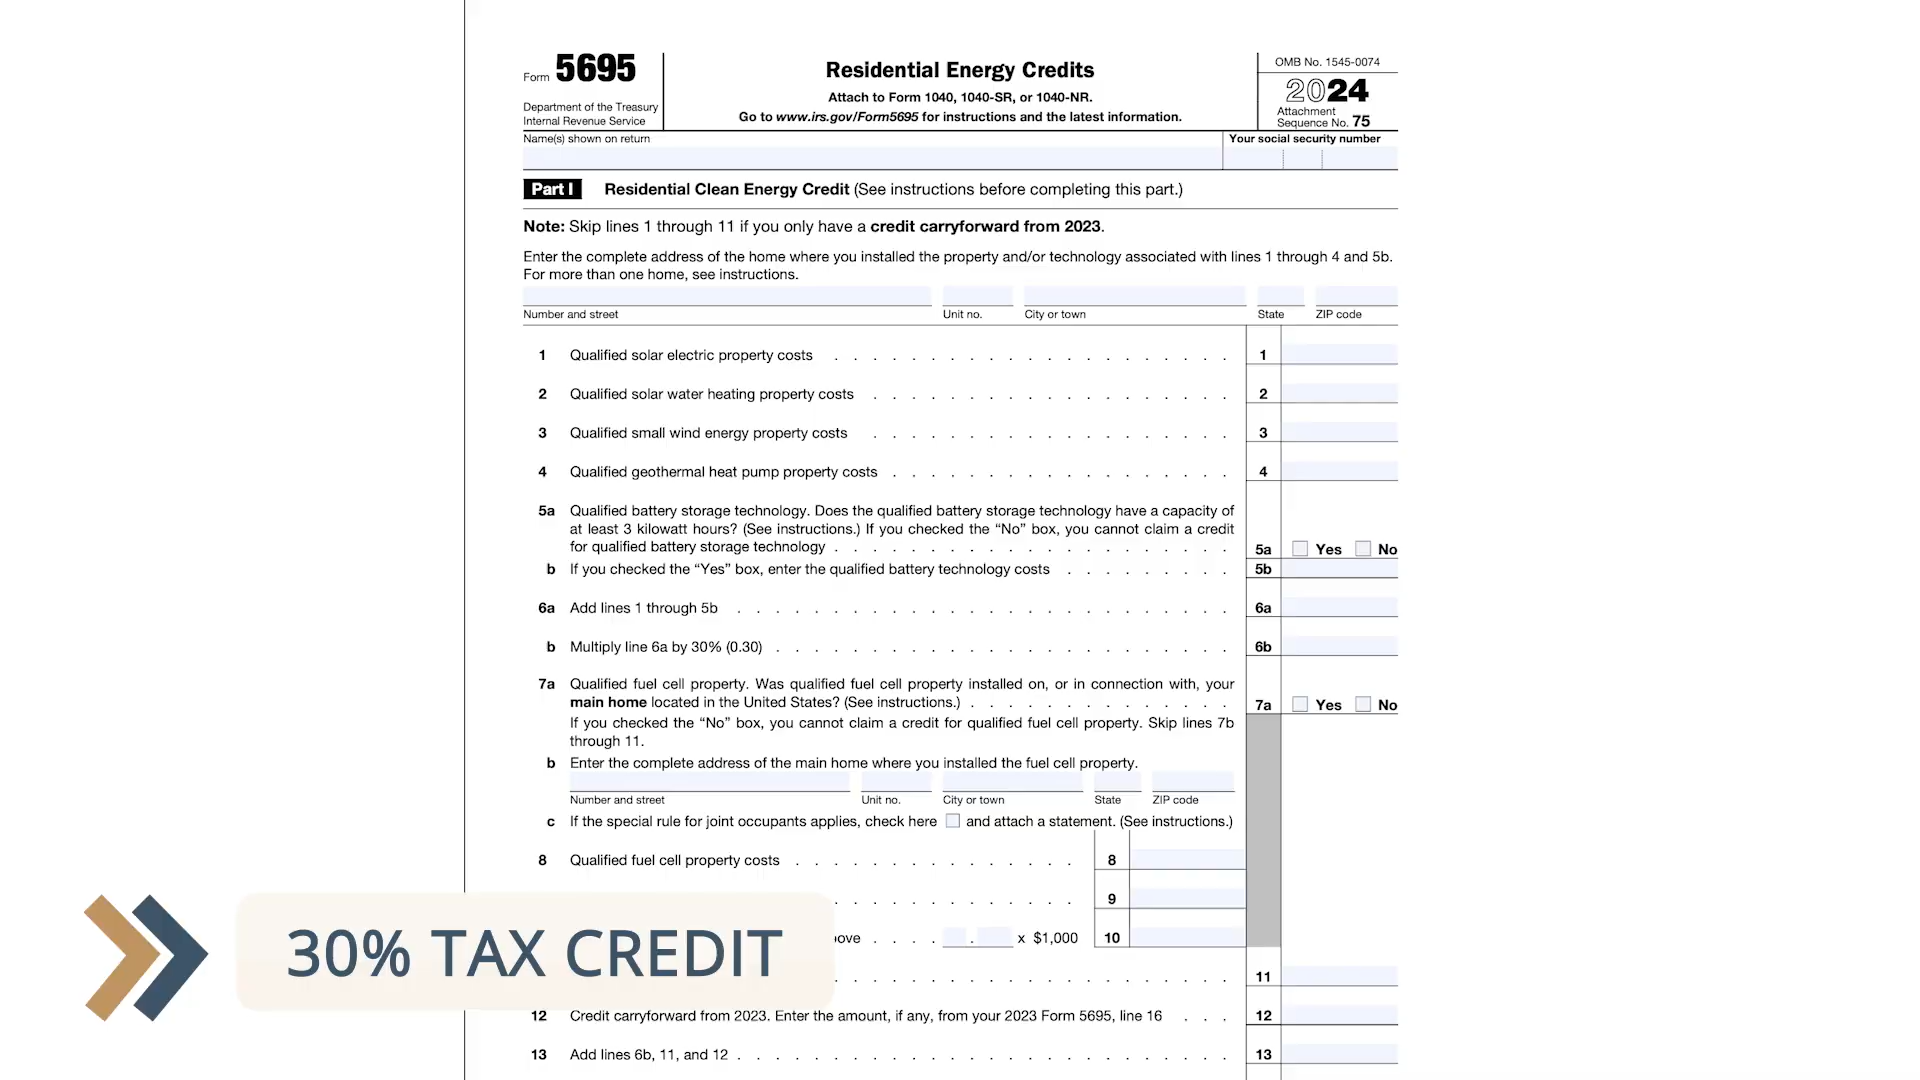 Form 5695
Department of the Treasury
Internal Revenue Service
Residential Energy Credits
Attach to Form 1040, 1040-SR, or 1040-NR.
Go to www.irs.gov/Form5695 for instructions and the latest information.
OMB No. 1545-0074
2024
Attachment
Sequence No. 75
Name(s) shown on return
Your social security number
Part I Residential Clean Energy Credit (See instructions before completing this part.)
Note: Skip lines 1 through 11 if you only have a credit carryforward from 2023.
Enter the complete address of the home where you installed the property and/or technology associated with lines 1 through 4 and 5b.
For more than one home, see instructions.
Number and street Unit no. City or town State ZIP code
1 Qualified solar electric property costs . . . . . . . . . . . . . . . . . . . . . 1
2 Qualified solar water heating property costs . . . . . . . . . . . . . . . . . . . 2
3 Qualified small wind energy property costs . . . . . . . . . . . . . . . . . . . 3
4 Qualified geothermal heat pump property costs . . . . . . . . . . . . . . . . . . 4
5a Qualified battery storage technology. Does the qualified battery storage technology have a capacity of
at least 3 kilowatt hours? (See instructions.) If you checked the “No” box, you cannot claim a credit
for qualified battery storage technology . . . . . . . . . . . . . . . . . . . . . 5a Yes No
b If you checked the “Yes” box, enter the qualified battery technology costs . . . . . . . . . 5b
6a Add lines 1 through 5b . . . . . . . . . . . . . . . . . . . . . . . . . . 6a
b Multiply line 6a by 30% (0.30) . . . . . . . . . . . . . . . . . . . . . . . . 6b
7a Qualified fuel cell property. Was qualified fuel cell property installed on, or in connection with, your
main home located in the United States? (See instructions.) . . . . . . . . . . . . . . 7a Yes No
If you checked the “No” box, you cannot claim a credit for qualified fuel cell property. Skip lines 7b
through 11.
b Enter the complete address of the main home where you installed the fuel cell property.
Number and street Unit no. City or town State ZIP code
c If the special rule for joint occupants applies, check here and attach a statement. (See instructions.)
8 Qualified fuel cell property costs . . . . . . . . . . . . . . . 8
. . . . . . . . . . . . . 9
. . . . . x $1,000 10
30% TAX CREDIT
. . . . . . . . . . . . . . . . . . . . . 11
12 Credit carryforward from 2023. Enter the amount, if any, from your 2023 Form 5695, line 16 . . . 12
13 Add lines 6b, 11, and 12 . . . . . . . . . . . . . . . . . . . . . . . . . . 13